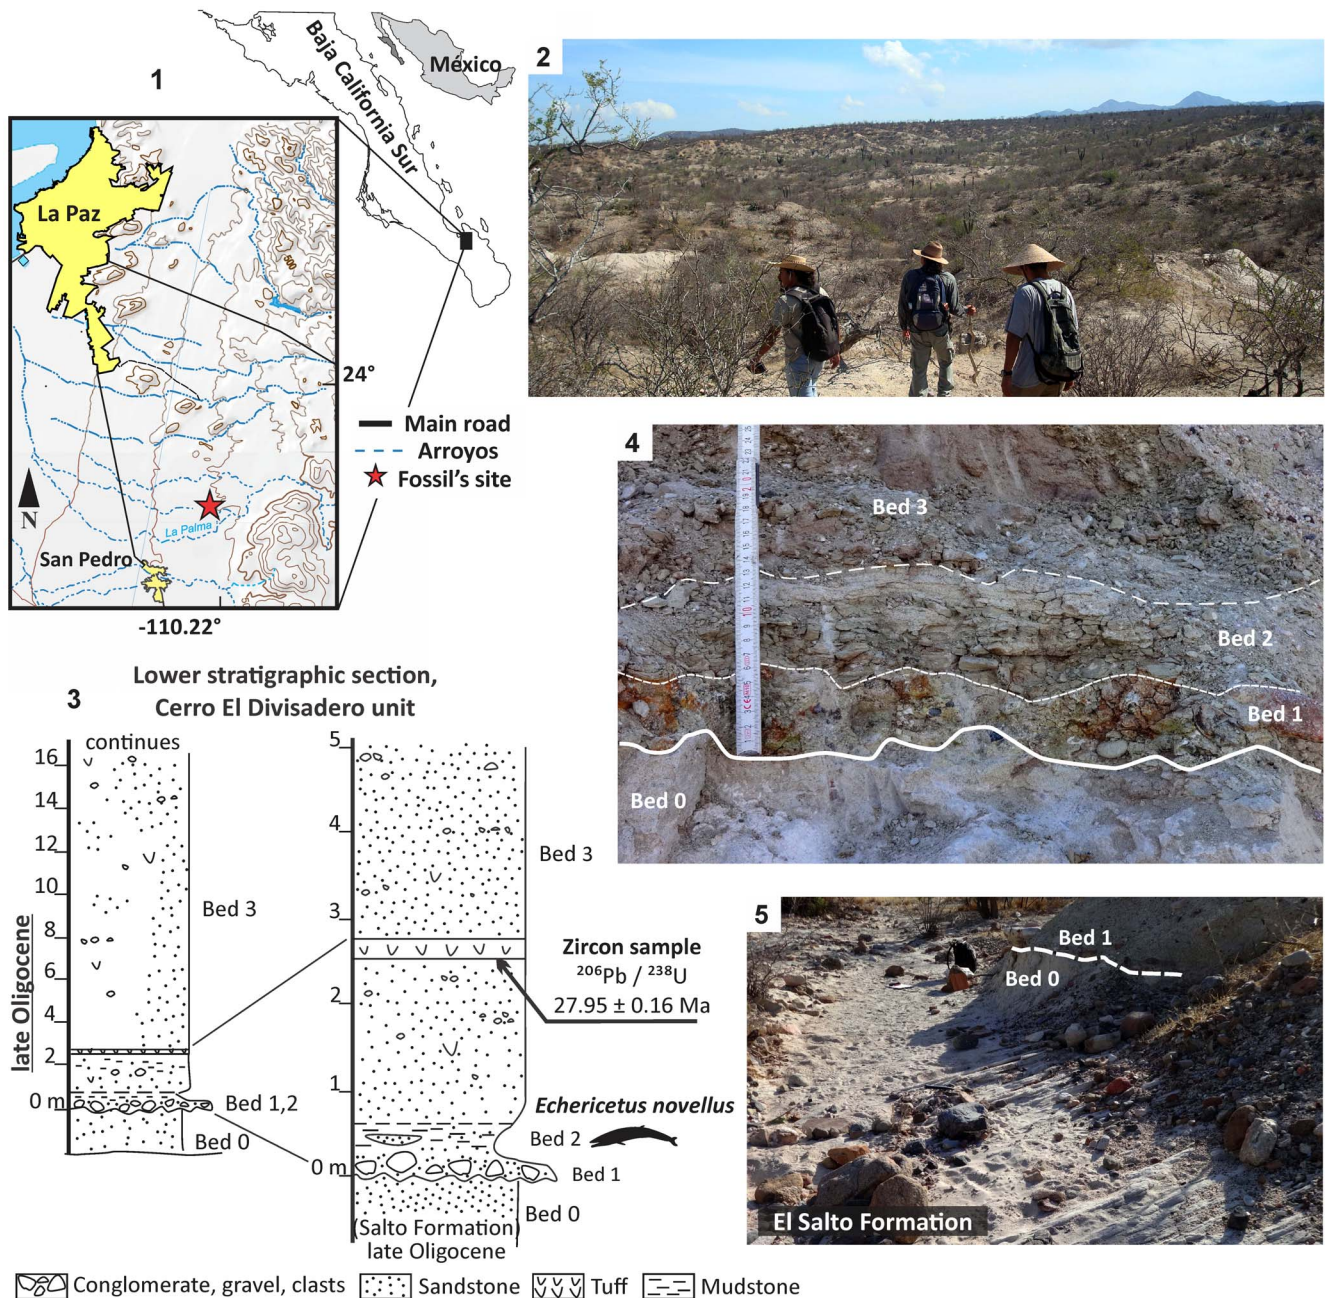 1
Baja California Sur
México
La Paz
500
24°
Main road
Arroyos
Fossil's site
N
La Palma
San Pedro
-110.22°
2
3
Lower stratigraphic section,
Cerro El Divisadero unit
continues
16
14
12
10
8
6
4
2
0 m
late Oligocene
Bed 3
Bed 1,2
Bed 0
5
4
3
2
1
0 m
Bed 3
Zircon sample
206Pb / 238U
27.95 ± 0.16 Ma
Echericetus novellus
Bed 2
Bed 1
Bed 0
(Salto Formation)
late Oligocene
Conglomerate, gravel, clasts
Sandstone
Tuff
Mudstone
4
Bed 3
Bed 2
Bed 1
Bed 0
5
Bed 1
Bed 0
El Salto Formation